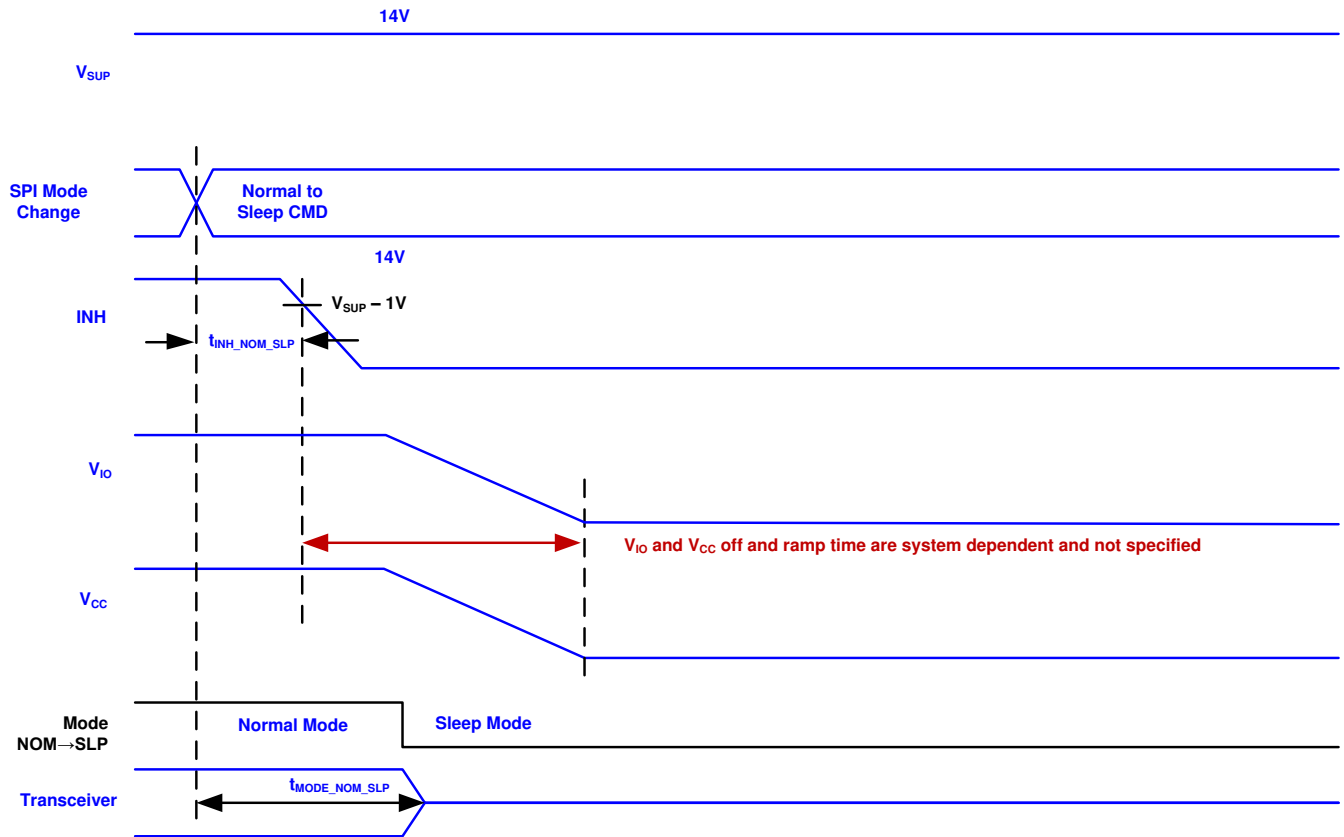 14V
VSUP
SPI Mode
Change
Normal to
Sleep CMD
14V
VSUP – 1V
INH
tINH_NOM_SLP
VIO
VIO and VCC off and ramp time are system dependent and not specified
VCC
Mode
NOM→SLP
Normal Mode
Sleep Mode
tMODE_NOM_SLP
Transceiver